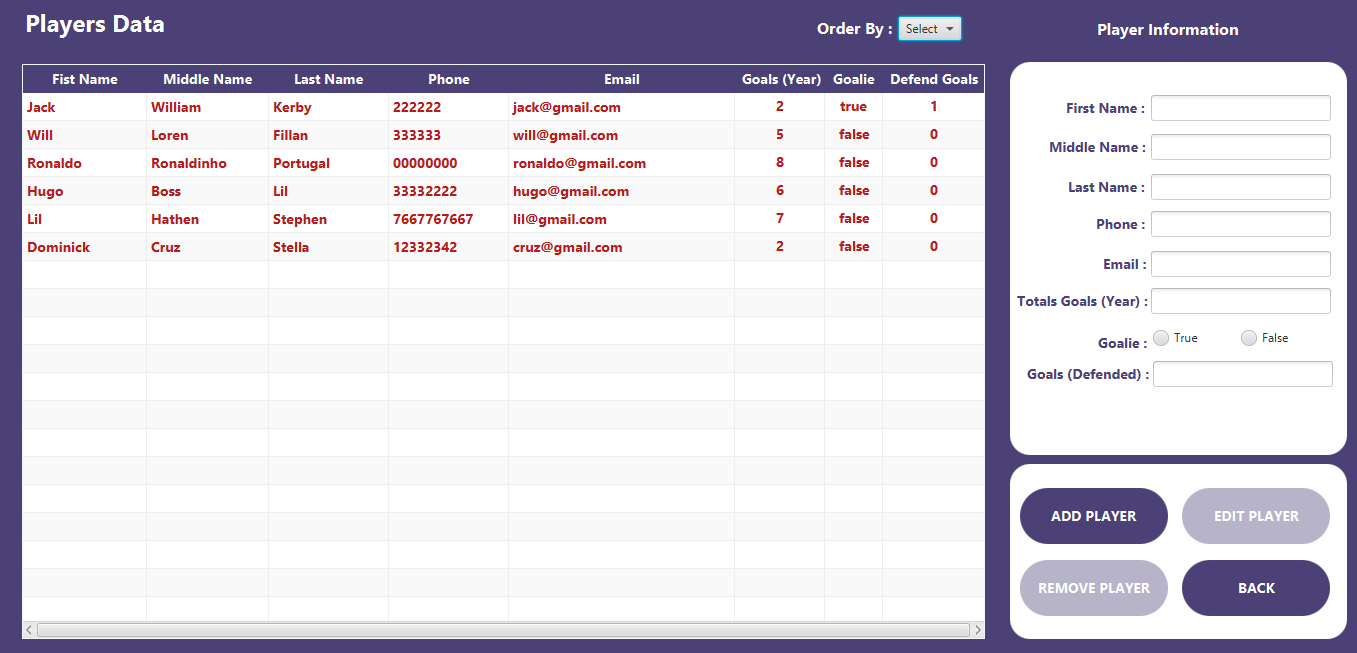 Players Data
Order By : Select
Fist Name Middle Name Last Name Phone Email Goals (Year) Goalie Defend Goals
Jack William Kerby 222222 jack@gmail.com 2 true 1
Will Loren Fillan 333333 will@gmail.com 5 false 0
Ronaldo Ronaldinho Portugal 00000000 ronaldo@gmail.com 8 false 0
Hugo Boss Lil 33332222 hugo@gmail.com 6 false 0
Lil Hathen Stephen 7667767667 lil@gmail.com 7 false 0
Dominick Cruz Stella 12332342 cruz@gmail.com 2 false 0
Player Information
First Name :
Middle Name :
Last Name :
Phone :
Email :
Totals Goals (Year) :
Goalie : True False
Goals (Defended) :
ADD PLAYER EDIT PLAYER
REMOVE PLAYER BACK